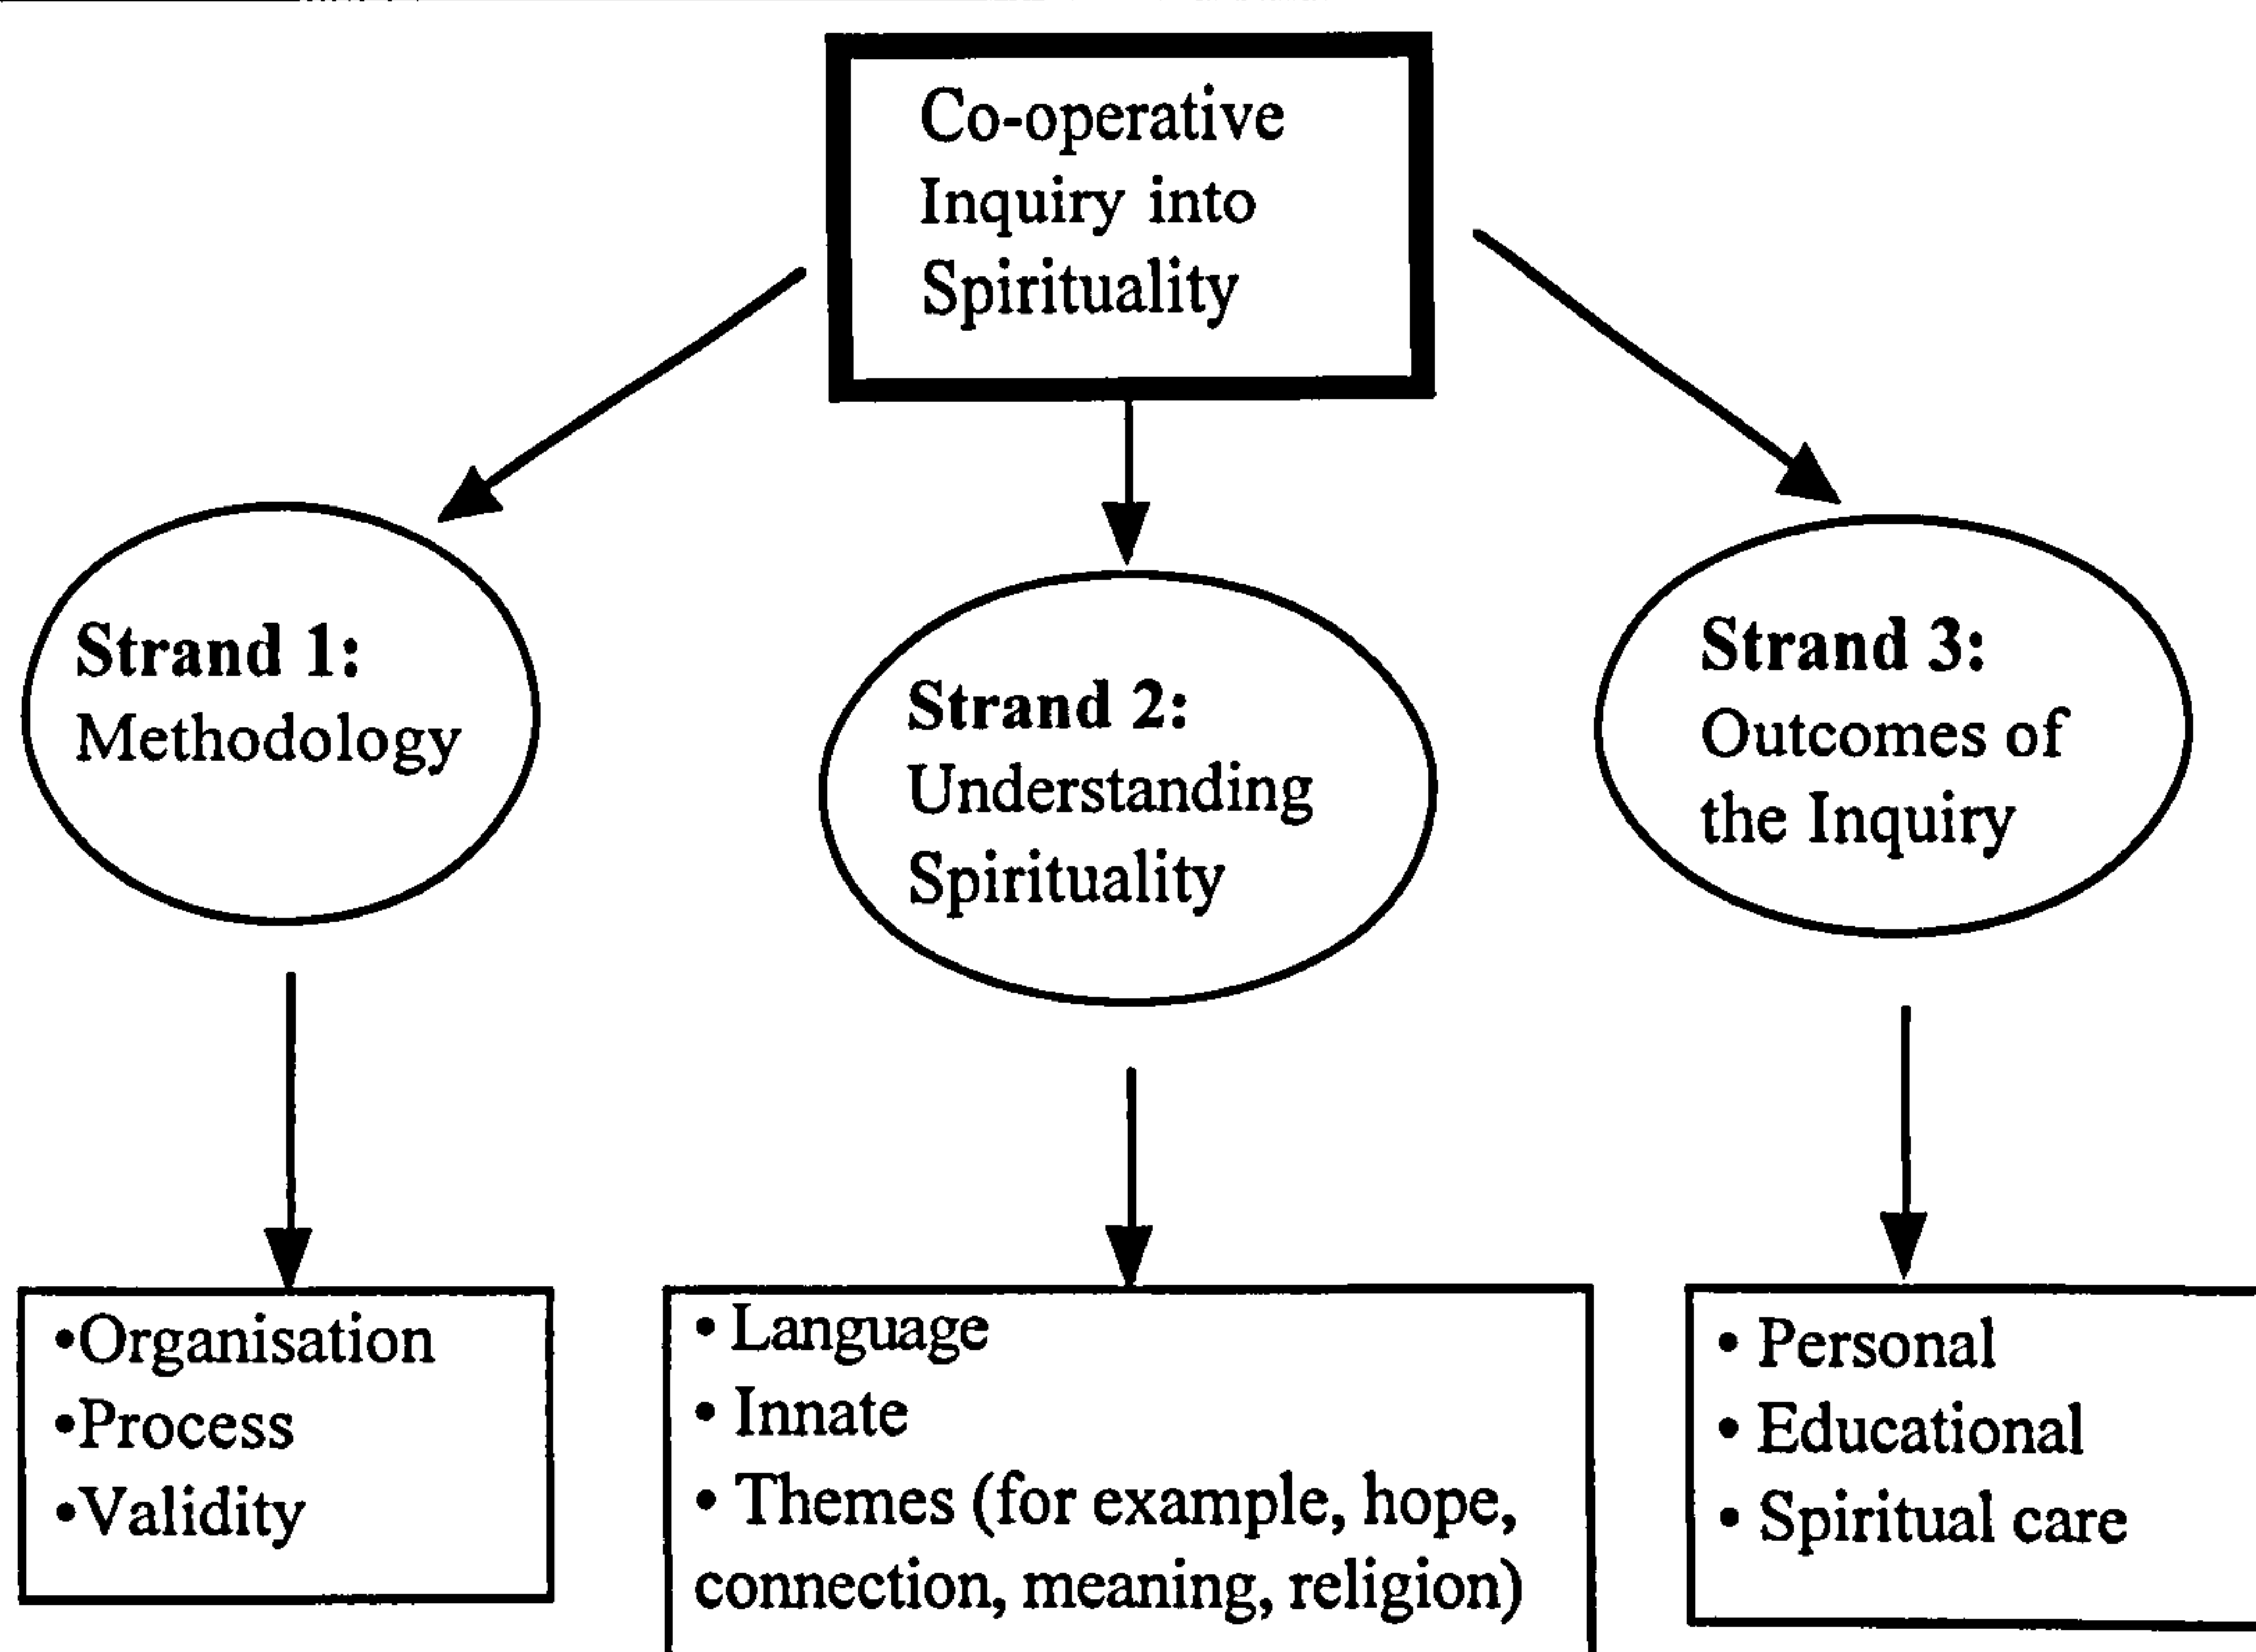 Co-operative
Inquiry into
Spirituality
Strand 1:
Methodology
Strand 2:
Understanding
Spirituality
Strand 3:
Outcomes of
the Inquiry
•Organisation
•Process
•Validity
• Language
• Innate
• Themes (for example, hope,
connection, meaning, religion)
• Personal
• Educational
• Spiritual care